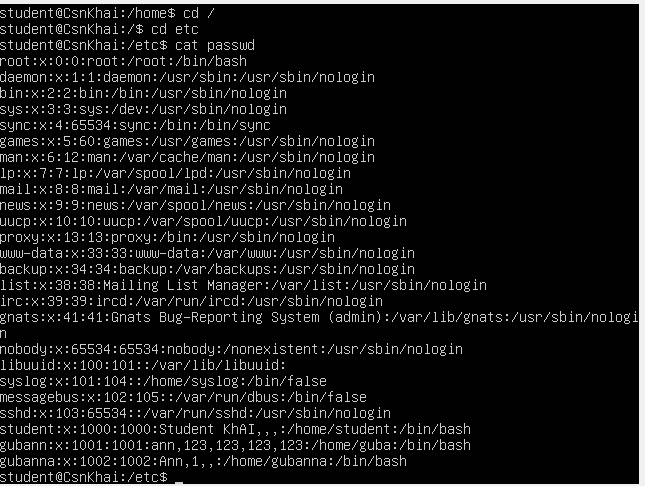 student@CsnKhai:/home$ cd /
student@CsnKhai:/$ cd etc
student@CsnKhai:/etc$ cat passwd
root:x:0:0:root:/root:/bin/bash
daemon:x:1:1:daemon:/usr/sbin:/usr/sbin/nologin
bin:x:2:2:bin:/bin:/usr/sbin/nologin
sys:x:3:3:sys:/dev:/usr/sbin/nologin
sync:x:4:65534:sync:/bin:/bin/sync
games:x:5:60:games:/usr/games:/usr/sbin/nologin
man:x:6:12:man:/var/cache/man:/usr/sbin/nologin
lp:x:7:7:lp:/var/spool/lpd:/usr/sbin/nologin
mail:x:8:8:mail:/var/mail:/usr/sbin/nologin
news:x:9:9:news:/var/spool/news:/usr/sbin/nologin
uucp:x:10:10:uucp:/var/spool/uucp:/usr/sbin/nologin
proxy:x:13:13:proxy:/bin:/usr/sbin/nologin
www-data:x:33:33:www-data:/var/www:/usr/sbin/nologin
backup:x:34:34:backup:/var/backups:/usr/sbin/nologin
list:x:38:38:Mailing List Manager:/var/list:/usr/sbin/nologin
irc:x:39:39:ircd:/var/run/ircd:/usr/sbin/nologin
gnats:x:41:41:Gnats Bug-Reporting System (admin):/var/lib/gnats:/usr/sbin/nologi
n
nobody:x:65534:65534:nobody:/nonexistent:/usr/sbin/nologin
libuuid:x:100:101::/var/lib/libuuid:
syslog:x:101:104::/home/syslog:/bin/false
messagebus:x:102:105::/var/run/dbus:/bin/false
sshd:x:103:65534::/var/run/sshd:/usr/sbin/nologin
student:x:1000:1000:Student KhAI,,,:/home/student:/bin/bash
gubann:x:1001:1001:ann,123,123,123,123:/home/guba:/bin/bash
gubanna:x:1002:1002:Ann,1,,:/home/gubanna:/bin/bash
student@CsnKhai:/etc$ _